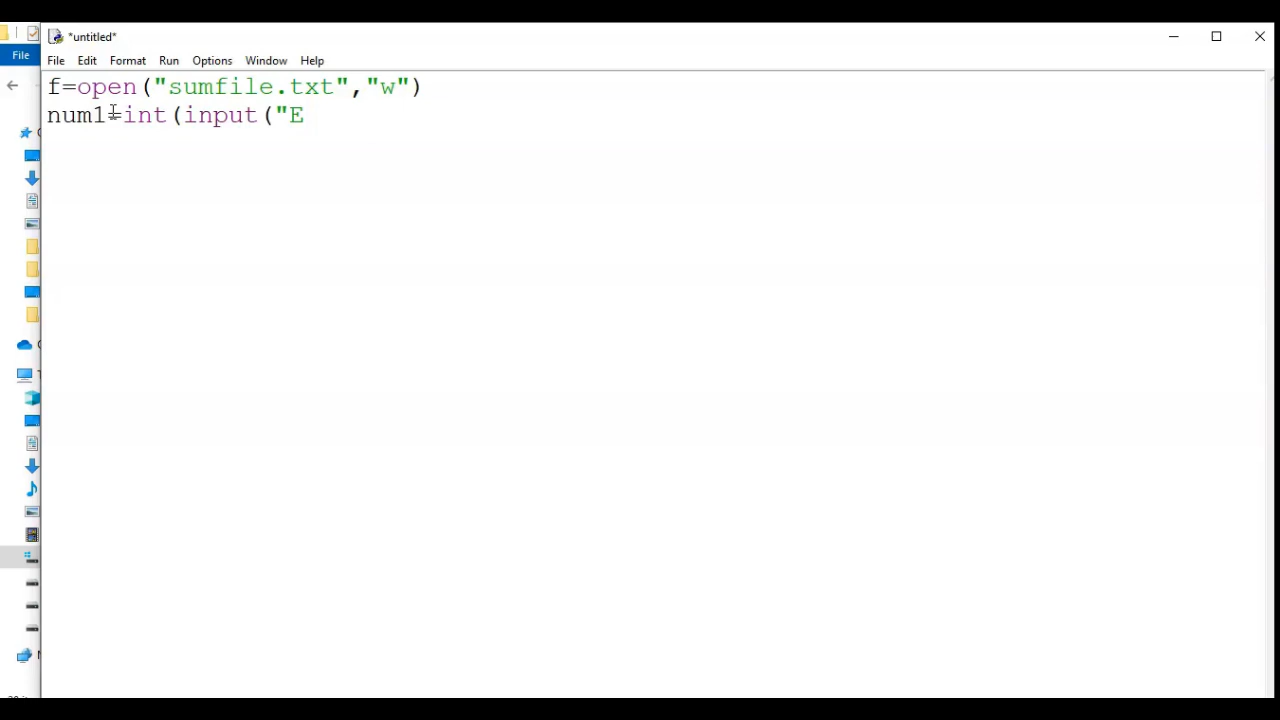 *untitled*
File
File Edit Format Run Options Window Help
f=open("sumfile.txt","w")
num1=int(input("E